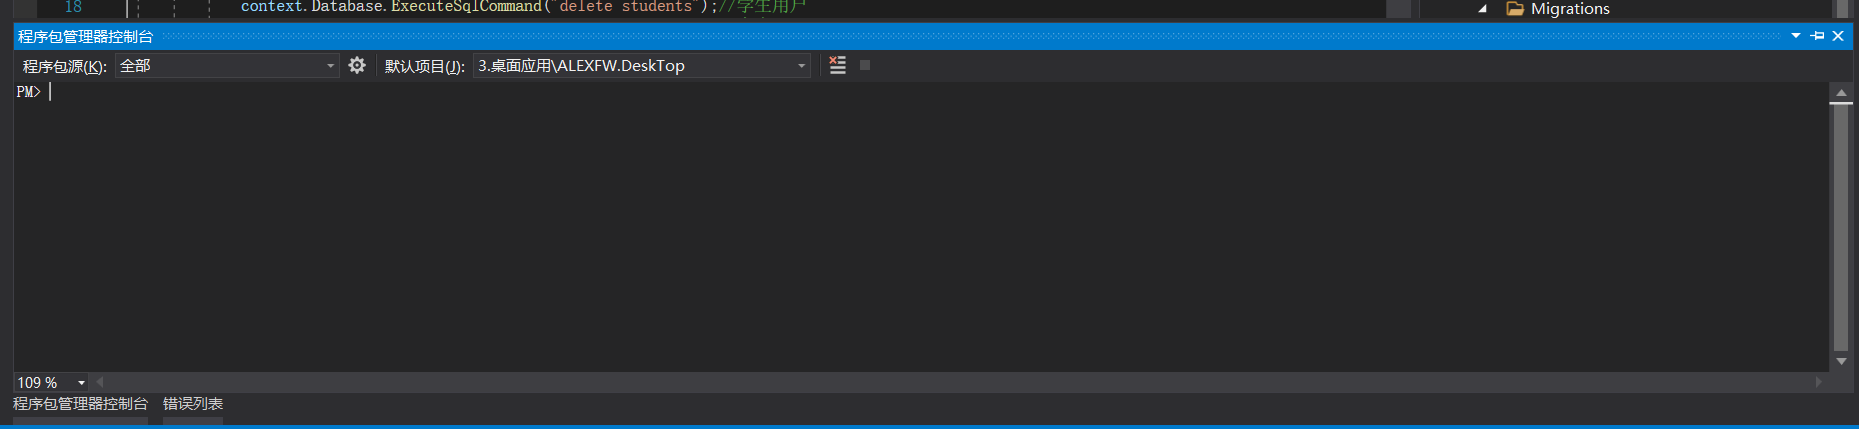 18 context.Database.ExecuteSqlCommand("delete students");//学生用户
Migrations
程序包管理器控制台
程序包源(K): 全部 默认项目(J): 3.桌面应用\ALEXFW.DeskTop
PM>
109 %
程序包管理器控制台 错误列表